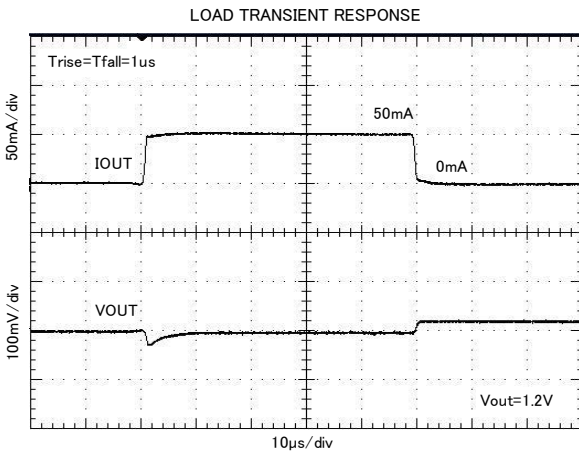 LOAD TRANSIENT RESPONSE
Trise=Tfall=1us
50mA/div
50mA
IOUT
0mA
VOUT
100mV/div
Vout=1.2V
10μs/div